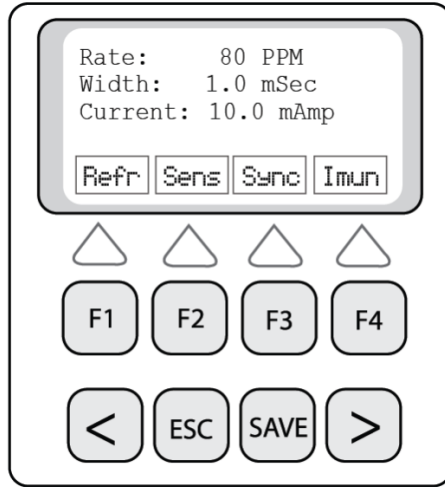 Rate: 80 PPM
Width: 1.0 mSec
Current: 10.0 mAmp
Refr Sens Sync Imun
F1 F2 F3 F4
< ESC SAVE >